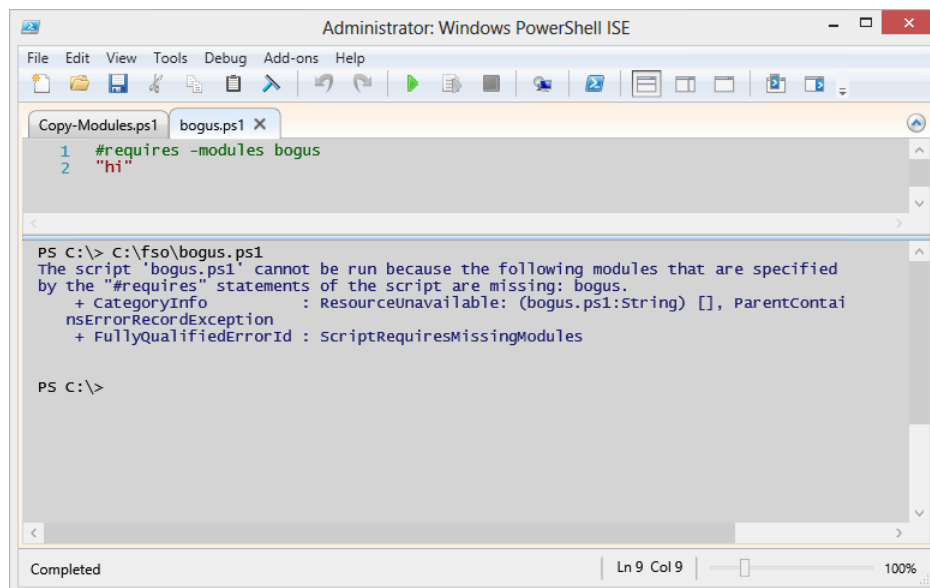 Administrator: Windows PowerShell ISE
File Edit View Tools Debug Add-ons Help
Copy-Modules.ps1 bogus.ps1
1 #requires -modules bogus
2 "hi"
PS C:\> C:\fso\bogus.ps1
The script 'bogus.ps1' cannot be run because the following modules that are specified
by the "#requires" statements of the script are missing: bogus.
+ CategoryInfo : ResourceUnavailable: (bogus.ps1:String) [], ParentContai
nsErrorRecordException
+ FullyQualifiedErrorId : ScriptRequiresMissingModules
PS C:\>
Completed Ln 9 Col 9 100%